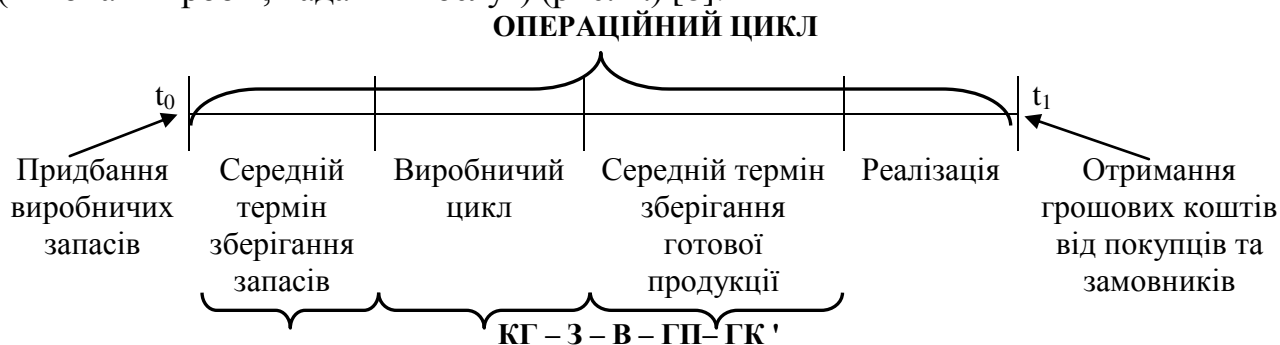 ОПЕРАЦІЙНИЙ ЦИКЛ
t₀
t₁
Придбання
виробничих
запасів
Середній
термін
зберігання
запасів
Виробничий
цикл
Середній термін
зберігання
готової
продукції
Реалізація
Отримання
грошових коштів
від покупців та
замовників
КГ – З – В – ГП– ГК '